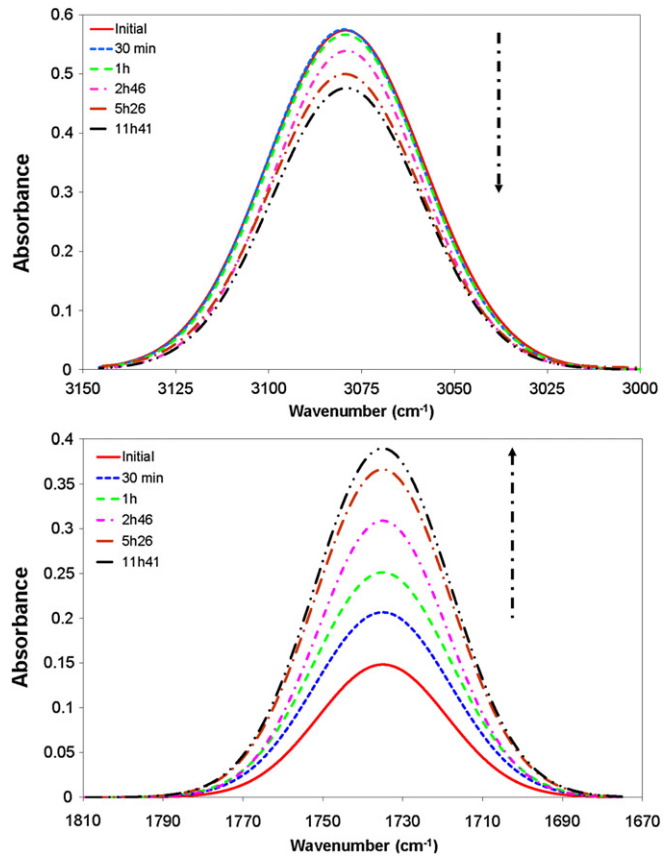 0.6
0.5
0.4
0.3
0.2
0.1
0
Absorbance
Initial
30 min
1h
2h46
5h26
11h41
3150 3125 3100 3075 3050 3025 3000
Wavenumber (cm-1)
0.4
0.35
0.3
0.25
0.2
0.15
0.1
0.05
0
Absorbance
Initial
30 min
1h
2h46
5h26
11h41
1810 1790 1770 1750 1730 1710 1690 1670
Wavenumber (cm-1)